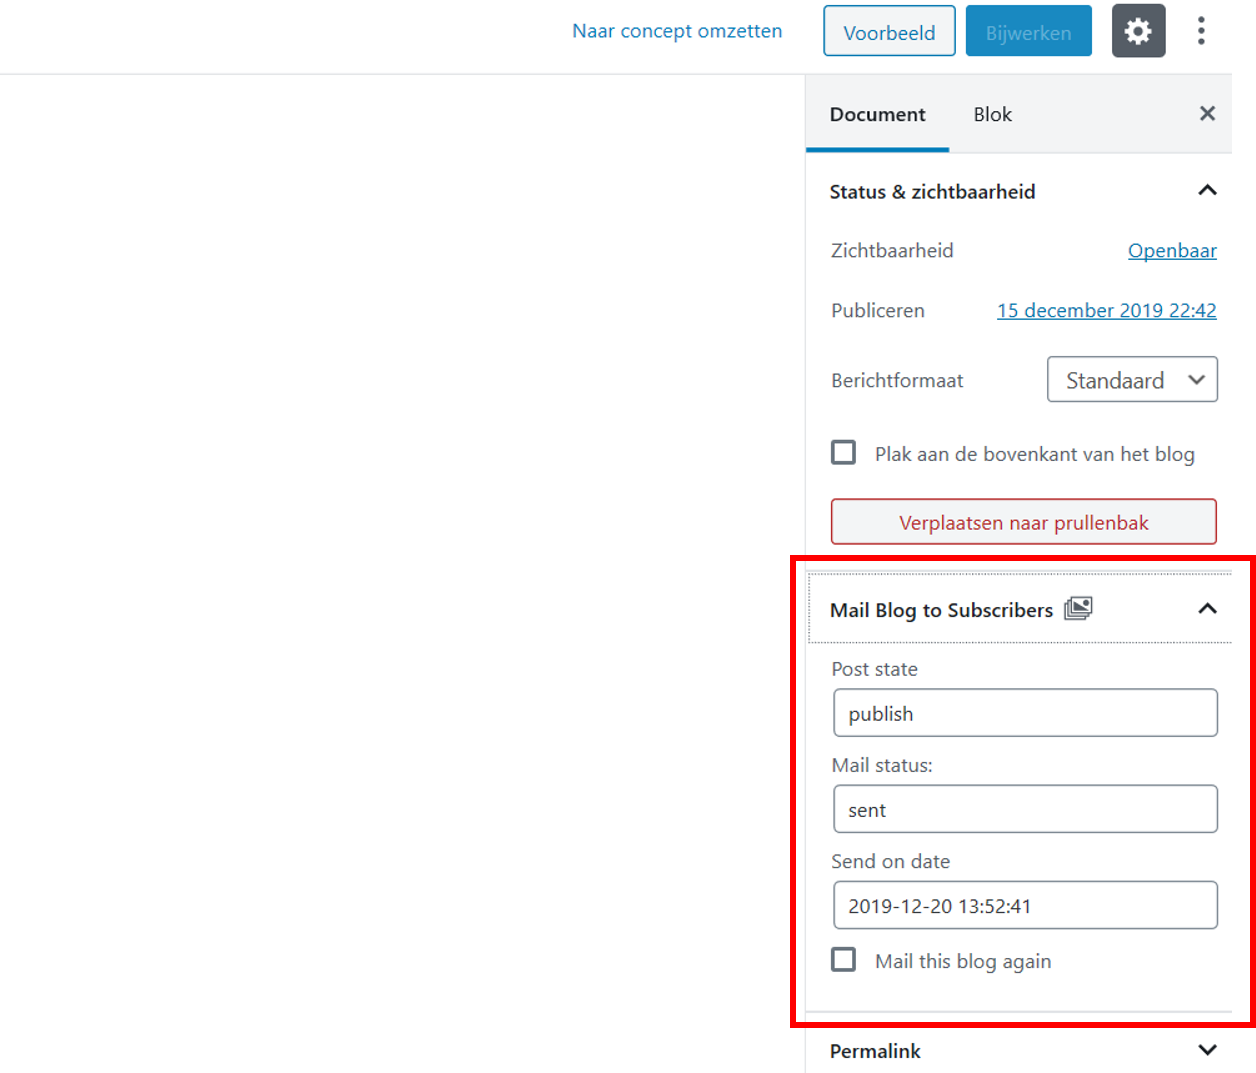 Naar concept omzetten
Voorbeeld
Bijwerken
Document
Blok
Status & zichtbaarheid
Zichtbaarheid
Openbaar
Publiceren
15 december 2019 22:42
Berichtformaat
Standaard
Plak aan de bovenkant van het blog
Verplaatsen naar prullenbak
Mail Blog to Subscribers
Post state
publish
Mail status:
sent
Send on date
2019-12-20 13:52:41
Mail this blog again
Permalink